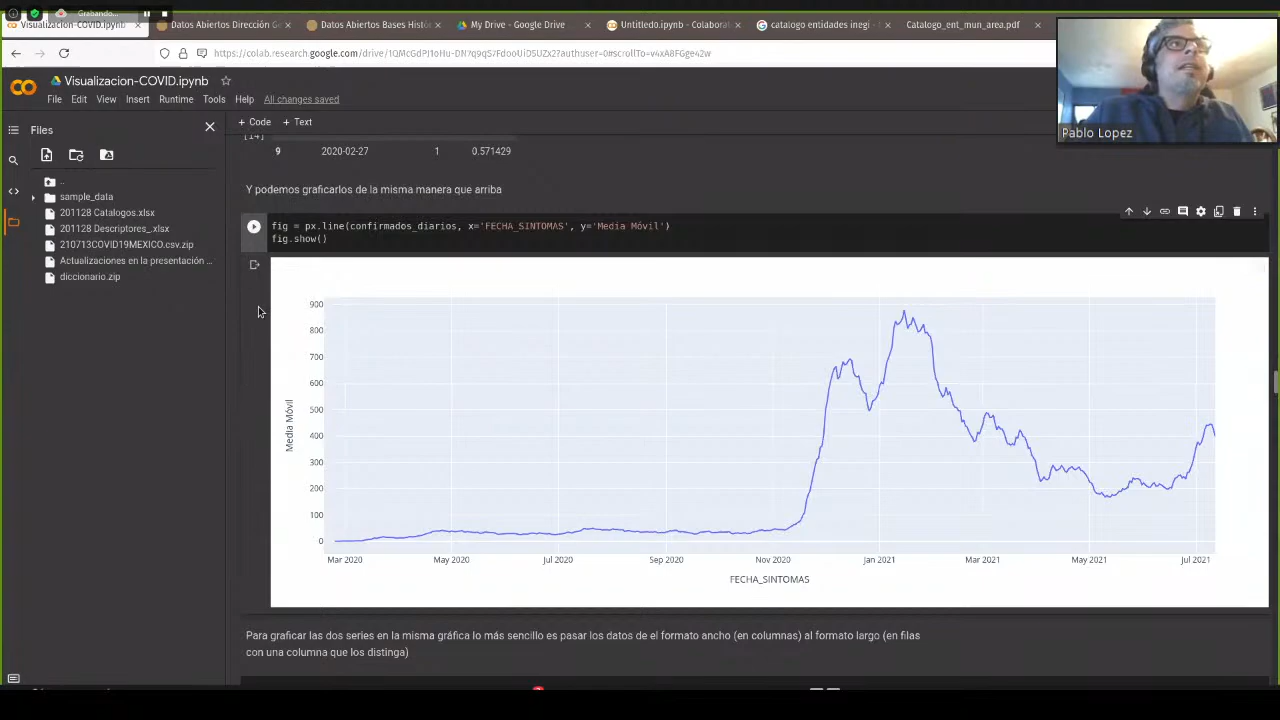 Grabando...
Visualizacion-COVID.ipynb
Datos Abiertos Dirección Ge
Datos Abiertos Bases Histó
My Drive - Google Drive
Untitled0.ipynb - Colabora
catalogo entidades inegi -
Catalogo_ent_mun_area.pdf
Visualizacion-COVID.ipynb
File Edit View Insert Runtime Tools Help All changes saved
Pablo Lopez
+ Code + Text
Files
..
sample_data
201128 Catalogos.xlsx
201128 Descriptores_.xlsx
210713COVID19MEXICO.csv.zip
Actualizaciones en la presentación ...
diccionario.zip
[14]
9 2020-02-27 1 0.571429
Y podemos graficarlos de la misma manera que arriba
fig = px.line(confirmados_diarios, x='FECHA_SINTOMAS', y='Media Móvil')
fig.show()
900
800
700
600
500
400
300
200
100
0
Media Móvil
Mar 2020 May 2020 Jul 2020 Sep 2020 Nov 2020 Jan 2021 Mar 2021 May 2021 Jul 2021
FECHA_SINTOMAS
Para graficar las dos series en la misma gráfica lo más sencillo es pasar los datos de el formato ancho (en columnas) al formato largo (en filas
con una columna que los distinga)